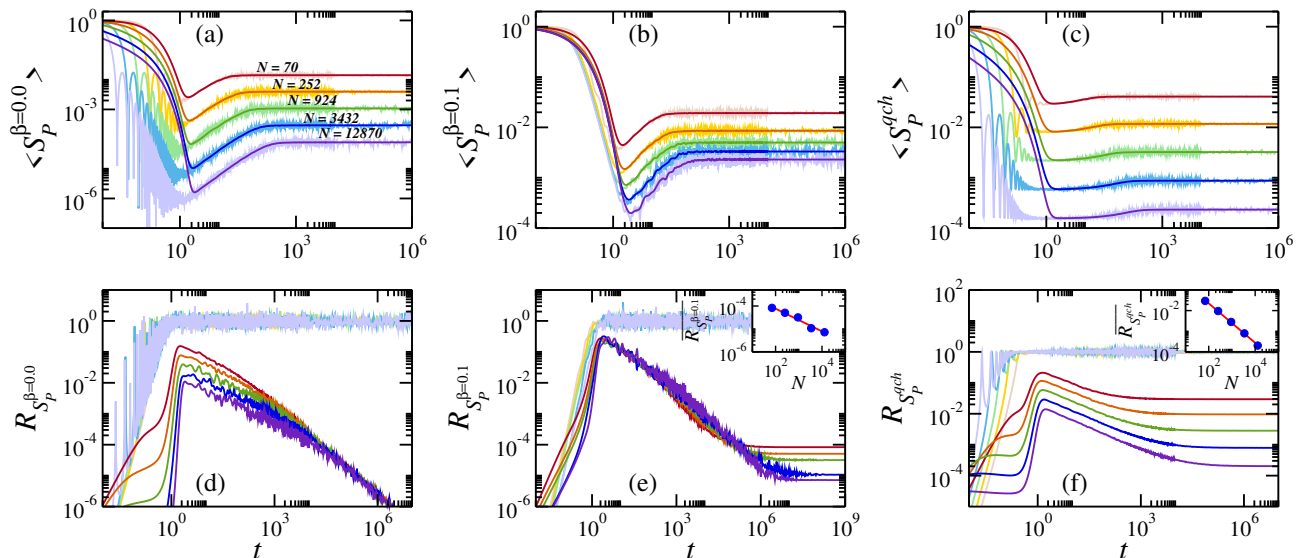 (a)
<S_P^{β=0.0}>
10^0
10^{-3}
10^{-6}
N = 70
N = 252
N = 924
N = 3432
N = 12870
10^0
10^3
10^6
(b)
<S_P^{β=0.1}>
10^0
10^{-2}
10^{-4}
10^0
10^3
10^6
(c)
<S_P^{qch}>
10^0
10^{-2}
10^{-4}
10^0
10^3
10^6
(d)
R_{S_P^{β=0.0}}
10^0
10^{-2}
10^{-4}
10^{-6}
10^0
10^3
10^6
t
(e)
R_{S_P^{β=0.1}}
10^0
10^{-2}
10^{-4}
10^{-6}
10^0
10^3
10^6
10^9
t
R_{S_P^{β=0.1}}
10^{-4}
10^{-6}
10^2
10^4
N
(f)
R_{S_P^{qch}}
10^2
10^0
10^{-2}
10^{-4}
10^0
10^3
10^6
t
R_{S_P^{qch}}
10^{-2}
10^{-4}
10^2
10^4
N